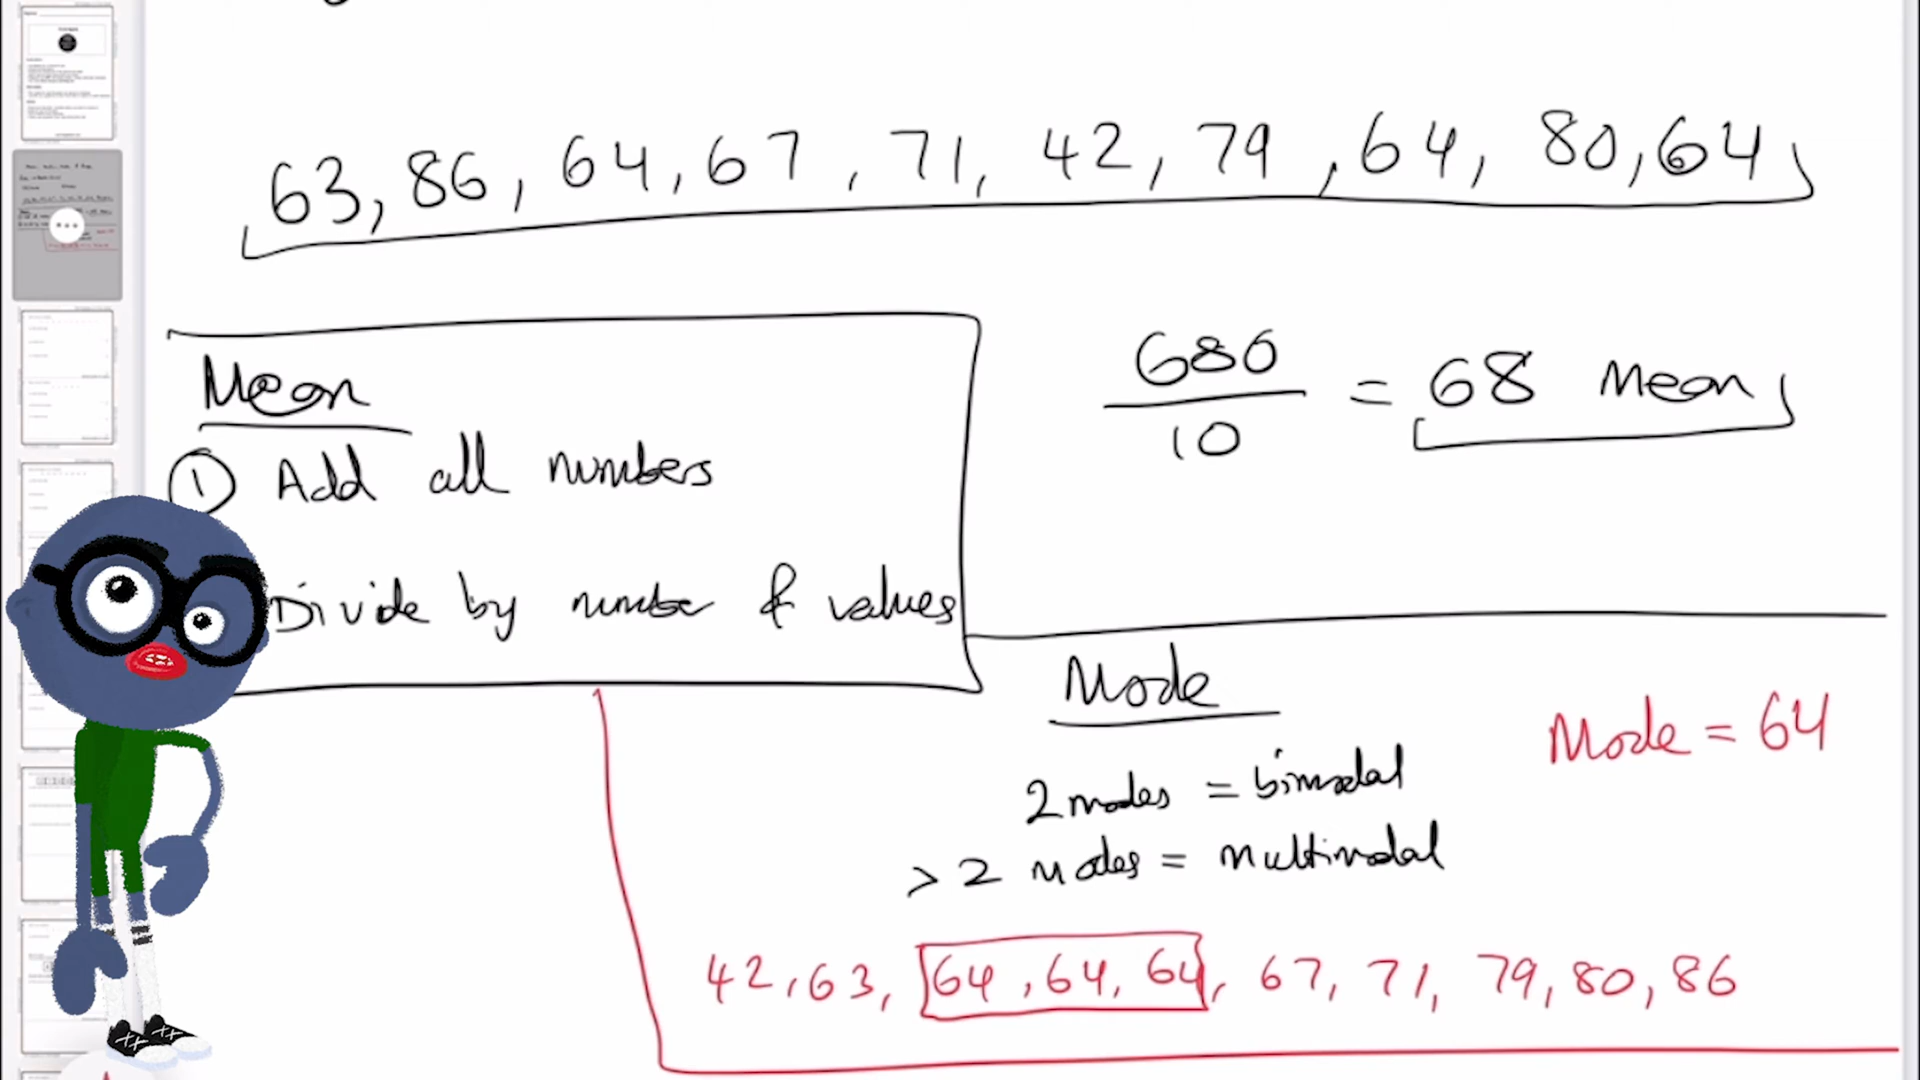 63, 86, 64, 67, 71, 42, 79, 64, 80, 64
Mean
① Add all numbers
Divide by number of values
680
10
= 68 Mean
Mode
Mode = 64
2 modes = bimodal
> 2 modes = multimodal
42, 63, 64, 64, 64, 67, 71, 79, 80, 86